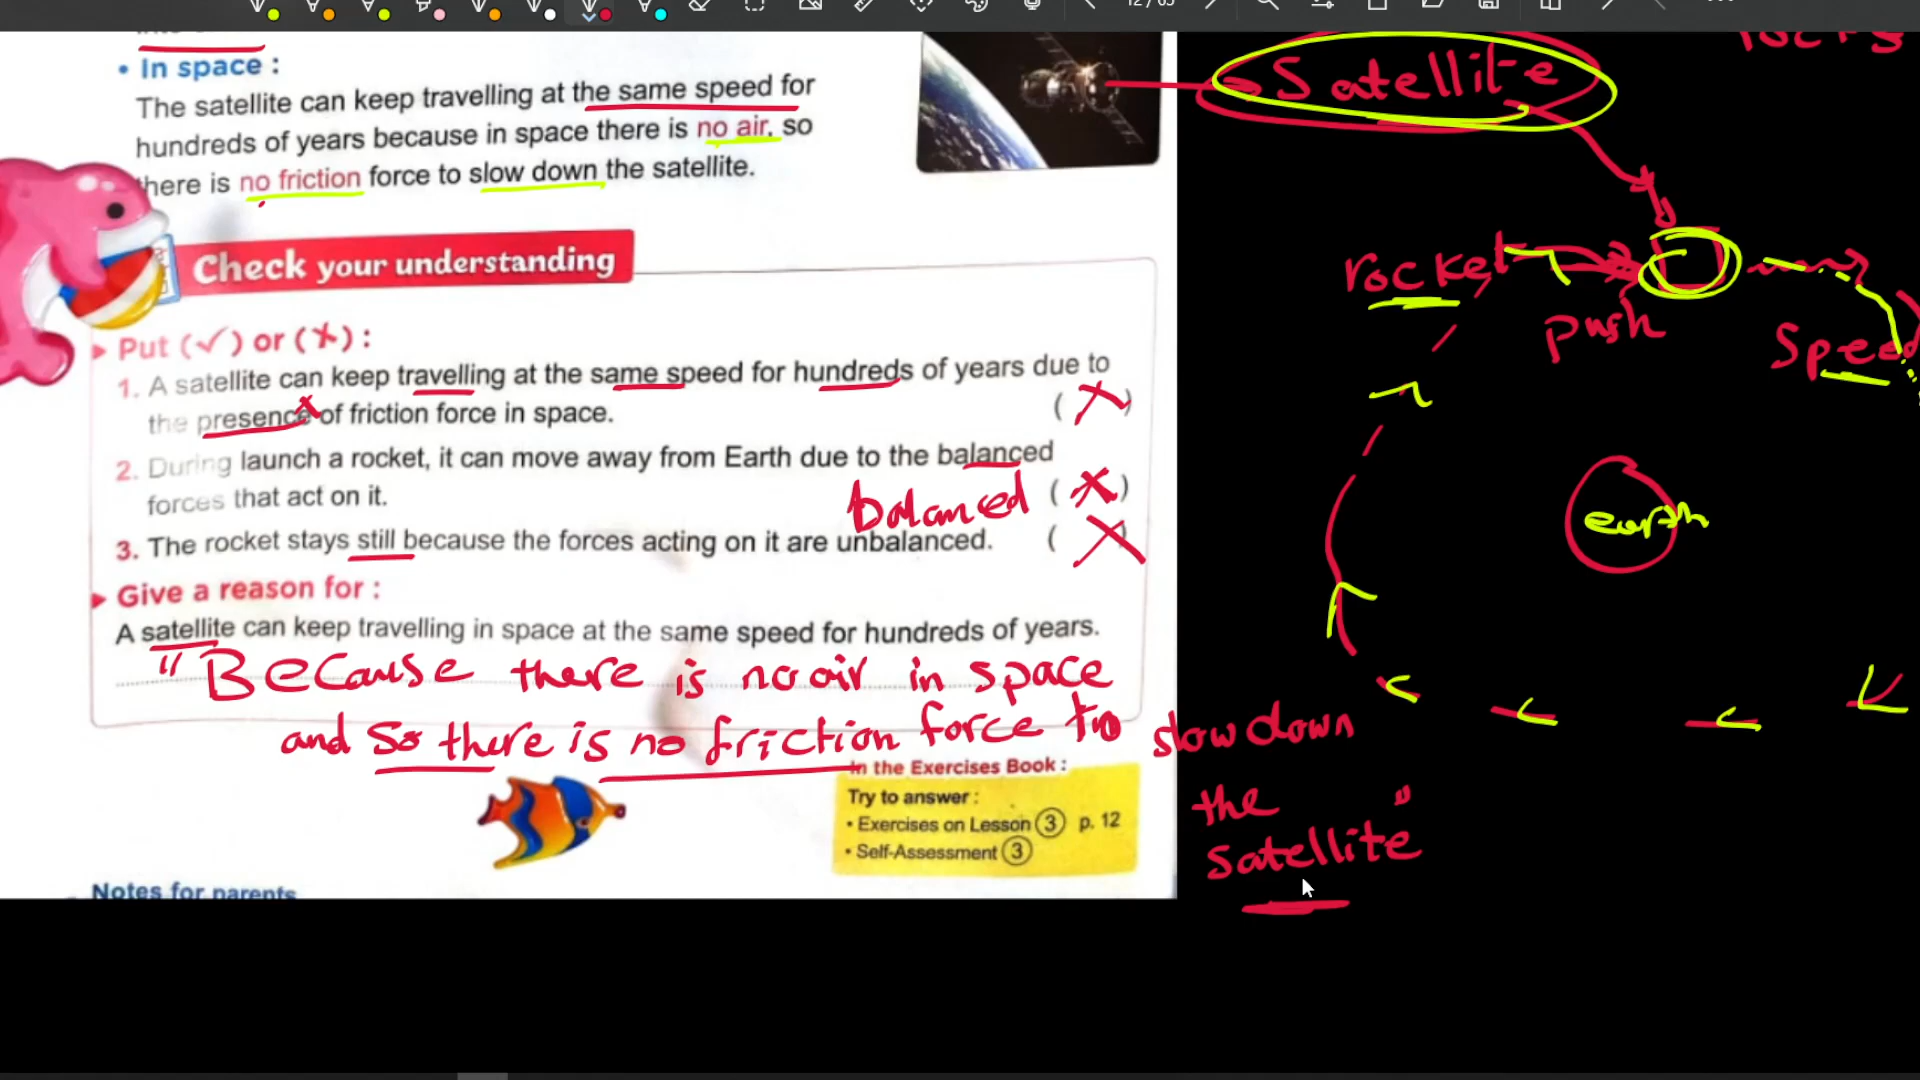 12 / 65
• In space :
The satellite can keep travelling at the same speed for
hundreds of years because in space there is no air, so
there is no friction force to slow down the satellite.
Satellite
rocket
push
Speed
earth
Check your understanding
Put (✓) or (✗) :
1. A satellite can keep travelling at the same speed for hundreds of years due to
the presence of friction force in space. ( ✗ )
2. During launch a rocket, it can move away from Earth due to the balanced
forces that act on it. ( ✗ )
balanced
3. The rocket stays still because the forces acting on it are unbalanced. ( ✗ )
Give a reason for :
A satellite can keep travelling in space at the same speed for hundreds of years.
"Because there is no air in space
and so there is no friction force to slow down
the
satellite"
In the Exercises Book :
Try to answer :
• Exercises on Lesson 3 p. 12
• Self-Assessment 3
Notes for parents